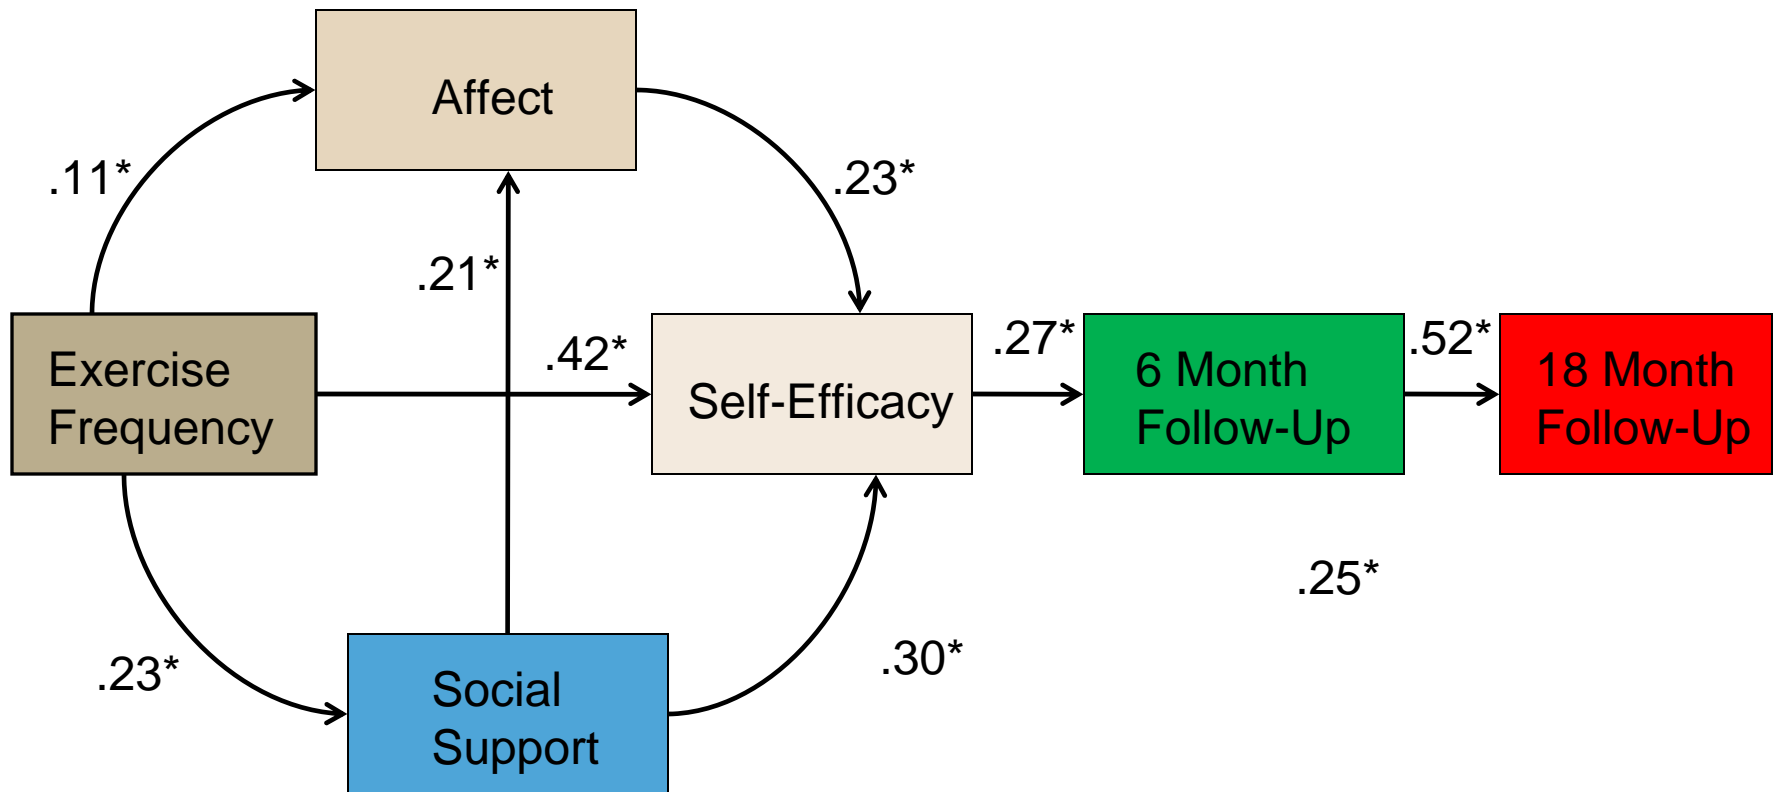 Affect
.11*
.23*
.21*
Exercise
Frequency
.42*
Self-Efficacy
.27*
6 Month
Follow-Up
.52*
18 Month
Follow-Up
.25*
.23*
Social
Support
.30*